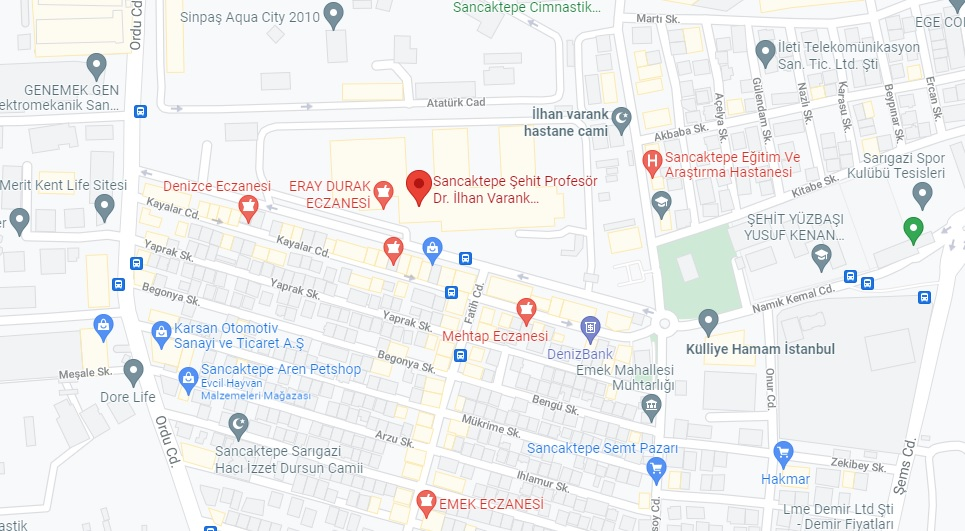 Sancaktepe Cimnastik...
Sinpaş Aqua City 2010
Ordu Cd.
Martı Sk.
EGE CO
İleti Telekomünikasyon
San. Tic. Ltd. Şti
GENEMEK GEN
ektromekanik San...
Atatürk Cad
Açelya Sk.
Gülendam Sk.
Nazlı Sk.
Karasu Sk.
Beypınar Sk.
Ercan Sk.
İlhan varank
hastane cami
Akbaba Sk.
Sancaktepe Eğitim Ve
Araştırma Hastanesi
Sarıgazi Spor
Kulübü Tesisleri
Kitabe Sk.
Merit Kent Life Sitesi
Denizce Eczanesi
ERAY DURAK
ECZANESİ
Sancaktepe Şehit Profesör
Dr. İlhan Varank...
Kayalar Cd.
Kayalar Cd.
ŞEHİT YÜZBAŞI
YUSUF KENAN...
er
Yaprak Sk.
Yaprak Sk.
Yaprak Sk.
Begonya Sk.
Begonya Sk.
Fatih Cd.
Namık Kemal Cd.
Mehtap Eczanesi
DenizBank
Külliye Hamam İstanbul
Karsan Otomotiv
Sanayi ve Ticaret A.Ş
Emek Mahallesi
Muhtarlığı
Meşale Sk.
Sancaktepe Aren Petshop
Evcil Hayvan
Malzemeleri Mağazası
Dore Life
Onur Cd.
Bengü Sk.
Mükrime Sk.
Arzu Sk.
Ordu Cd.
Sancaktepe Sarıgazi
Hacı İzzet Dursun Camii
Sancaktepe Semt Pazarı
Ihlamur Sk.
Zekibey Sk.
Hakmar
Şems Cd.
EMEK ECZANESİ
soy Cd.
Lme Demir Ltd Şti
- Demir Fiyatları
astik